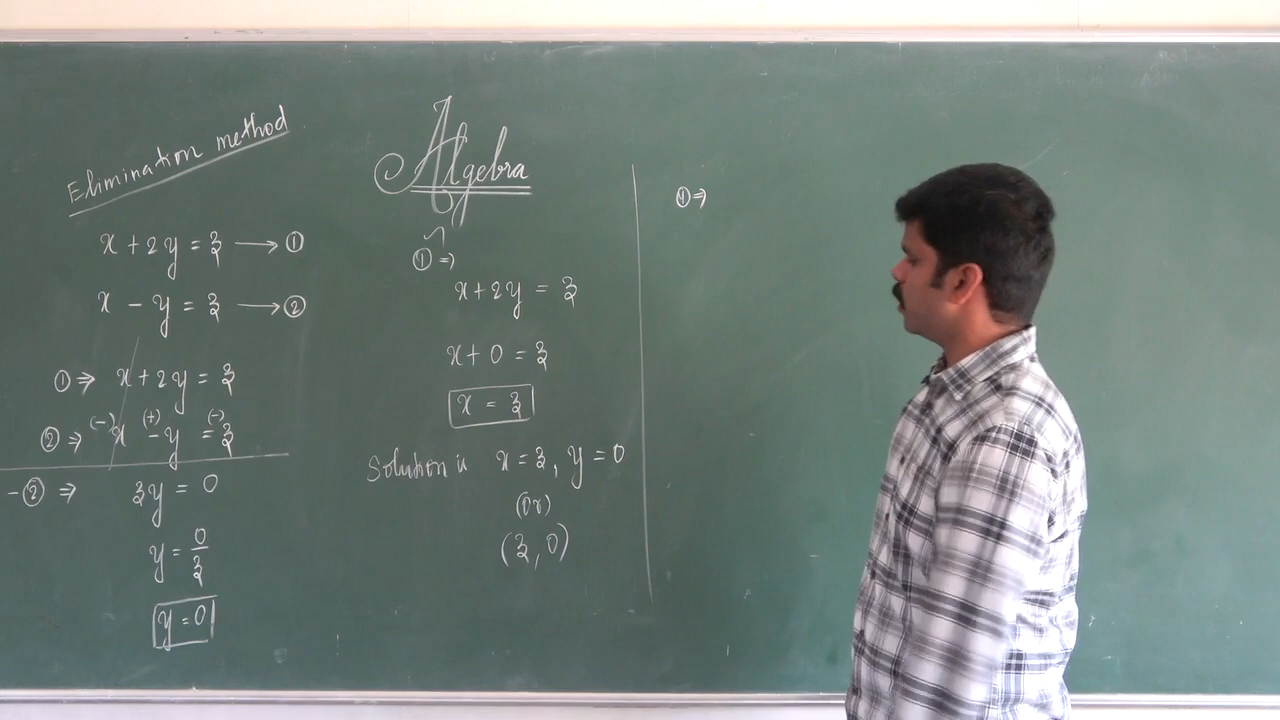 Elimination method
x + 2y = 3 ⟶ ①
x - y = 3 ⟶ ②
① ⇒ x + 2y = 3
② ⇒ (-) x (+) - y (-) = 3
- ② ⇒ 3y = 0
y = 0/3
y = 0
Algebra
① ⇒
x + 2y = 3
x + 0 = 3
x = 3
Solution is x = 3, y = 0
(Or)
(3, 0)
① ⇒